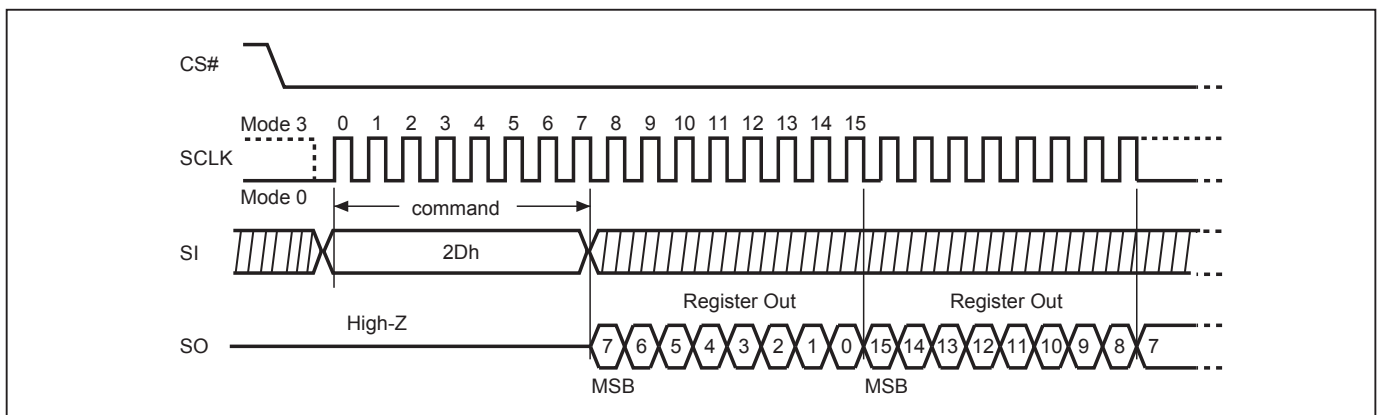 CS#
Mode 3 0 1 2 3 4 5 6 7 8 9 10 11 12 13 14 15
SCLK
Mode 0
command
SI 2Dh
Register Out Register Out
High-Z
SO 7 6 5 4 3 2 1 0 15 14 13 12 11 10 9 8 7
MSB MSB